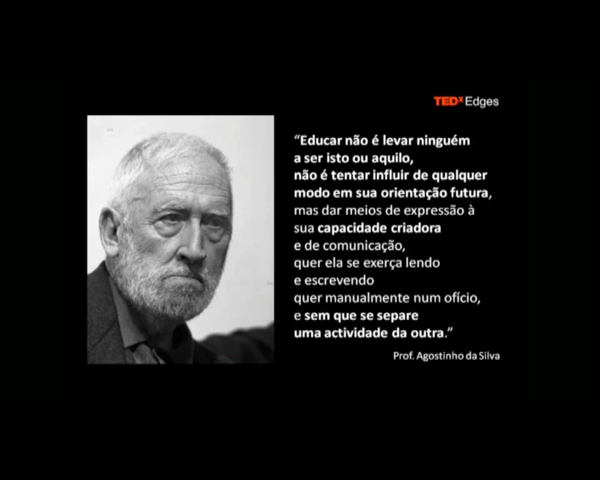 TEDx Edges
“Educar não é levar ninguém
a ser isto ou aquilo,
não é tentar influir de qualquer
modo em sua orientação futura,
mas dar meios de expressão à
sua capacidade criadora
e de comunicação,
quer ela se exerça lendo
e escrevendo
quer manualmente num ofício,
e sem que se separe
uma actividade da outra.”
Prof. Agostinho da Silva